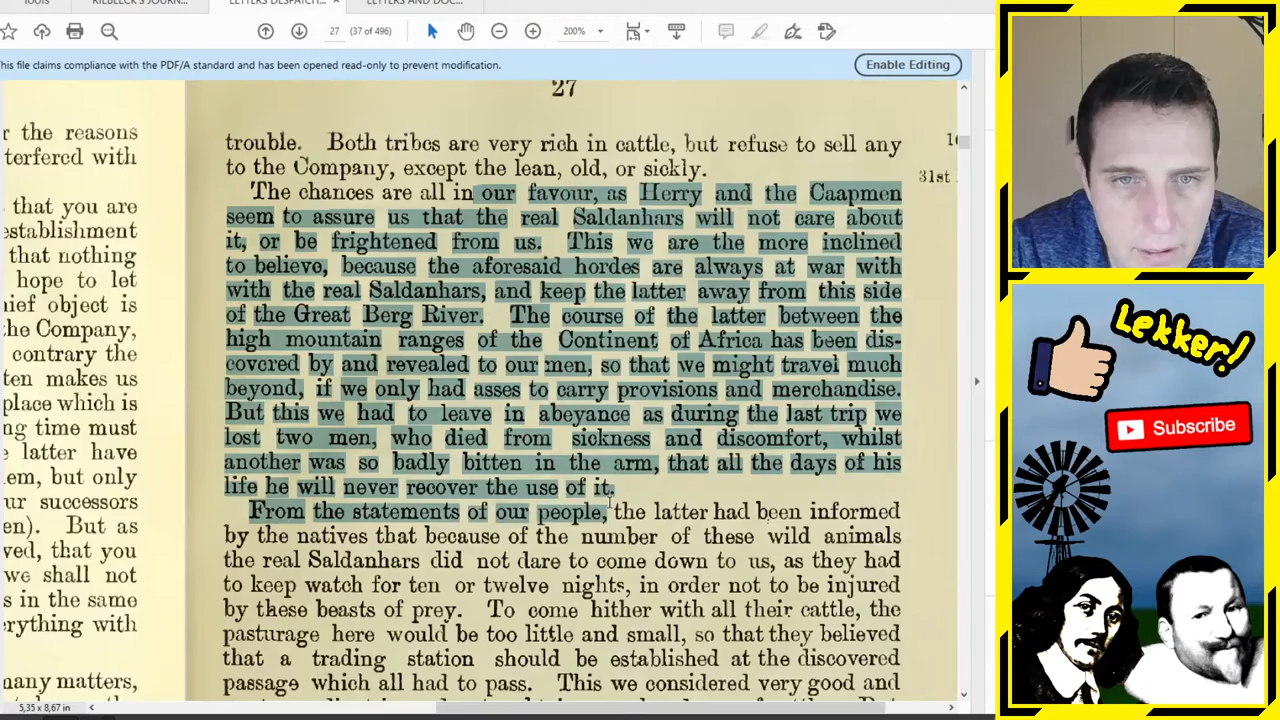 Tools
RIEBEECK'S JOURN...
LETTERS DESPATCH...
LETTERS AND DOC...
27 (37 of 496)
200%
This file claims compliance with the PDF/A standard and has been opened read-only to prevent modification.
Enable Editing
r the reasons
terfered with
that you are
establishment
that nothing
hope to let
ief object is
the Company,
contrary the
ten makes us
place which is
ng time must
latter have
em, but only
ur successors
en). But as
ved, that you
we shall not
s in the same
erything with
many matters,
27
trouble. Both tribes are very rich in cattle, but refuse to sell any
to the Company, except the lean, old, or sickly.
The chances are all in our favour, as Herry and the Caapmen
seem to assure us that the real Saldanhars will not care about
it, or be frightened from us. This we are the more inclined
to believe, because the aforesaid hordes are always at war with
with the real Saldanhars, and keep the latter away from this side
of the Great Berg River. The course of the latter between the
high mountain ranges of the Continent of Africa has been dis-
covered by and revealed to our men, so that we might travel much
beyond, if we only had asses to carry provisions and merchandise.
But this we had to leave in abeyance as during the last trip we
lost two men, who died from sickness and discomfort, whilst
another was so badly bitten in the arm, that all the days of his
life he will never recover the use of it.
From the statements of our people, the latter had been informed
by the natives that because of the number of these wild animals
the real Saldanhars did not dare to come down to us, as they had
to keep watch for ten or twelve nights, in order not to be injured
by these beasts of prey. To come hither with all their cattle, the
pasturage here would be too little and small, so that they believed
that a trading station should be established at the discovered
passage which all had to pass. This we considered very good and
31st
5,35 x 8,67 in
Lekker!
Subscribe